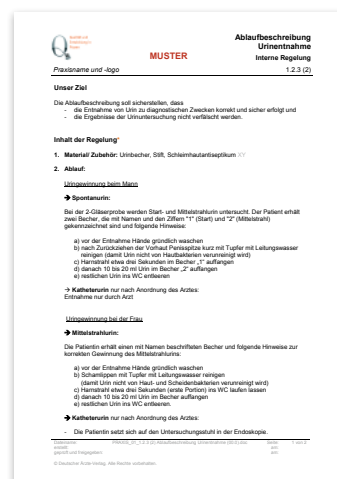 Ablaufbeschreibung
Urinentnahme
MUSTER
Interne Regelung
Praxisname und -logo
1.2.3 (2)
Unser Ziel
Die Ablaufbeschreibung soll sicherstellen, dass
- die Entnahme von Urin zu diagnostischen Zwecken korrekt und sicher erfolgt und
- die Ergebnisse der Urinuntersuchung nicht verfälscht werden.
Inhalt der Regelung*
1. Material/ Zubehör: Urinbecher, Stift, Schleimhautantiseptikum XY
2. Ablauf:
Uringewinnung beim Mann
➔ Spontanurin:
Bei der 2-Gläserprobe werden Start- und Mittelstrahlurin untersucht. Der Patient erhält
zwei Becher, die mit Namen und den Ziffern "1" (Start) und "2" (Mittelstrahl)
gekennzeichnet sind und folgende Hinweise:
a) vor der Entnahme Hände gründlich waschen
b) nach Zurückziehen der Vorhaut Penisspitze kurz mit Tupfer mit Leitungswasser
reinigen (damit Urin nicht von Hautbakterien verunreinigt wird)
c) Harnstrahl etwa drei Sekunden im Becher „1" auffangen
d) danach 10 bis 20 ml Urin im Becher „2" auffangen
e) restlichen Urin ins WC entleeren
→ Katheterurin nur nach Anordnung des Arztes:
Entnahme nur durch Arzt
Uringewinnung bei der Frau
➔ Mittelstrahlurin:
Die Patientin erhält einen mit Namen beschrifteten Becher und folgende Hinweise zur
korrekten Gewinnung des Mittelstrahlurins:
a) vor der Entnahme Hände gründlich waschen
b) Schamlippen mit Tupfer mit Leitungswasser reinigen
(damit Urin nicht von Haut- und Scheidenbakterien verunreinigt wird)
c) Harnstrahl etwa drei Sekunden (erste Portion) ins WC laufen lassen
d) danach 10 bis 20 ml Urin im Becher auffangen
e) restlichen Urin ins WC entleeren.
➔ Katheterurin nur nach Anordnung des Arztes:
- Die Patientin setzt sich auf den Untersuchungsstuhl in der Endoskopie.
© Deutscher Ärzte-Verlag. Alle Rechte vorbehalten.